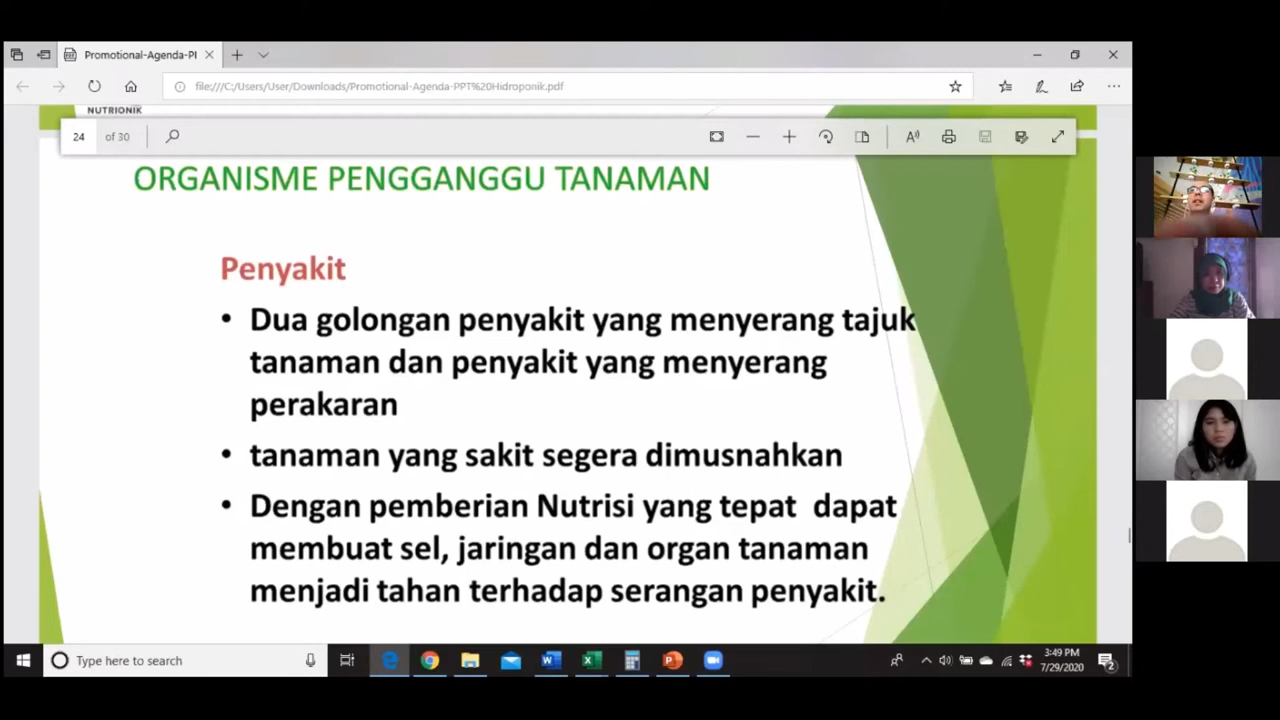 Promotional-Agenda-PI
file:///C:/Users/User/Downloads/Promotional-Agenda-PPT%20Hidroponik.pdf
NUTRIONIK
24 of 30
ORGANISME PENGGANGGU TANAMAN
Penyakit
• Dua golongan penyakit yang menyerang tajuk
tanaman dan penyakit yang menyerang
perakaran
• tanaman yang sakit segera dimusnahkan
• Dengan pemberian Nutrisi yang tepat dapat
membuat sel, jaringan dan organ tanaman
menjadi tahan terhadap serangan penyakit.
Type here to search
3:49 PM
7/29/2020
2